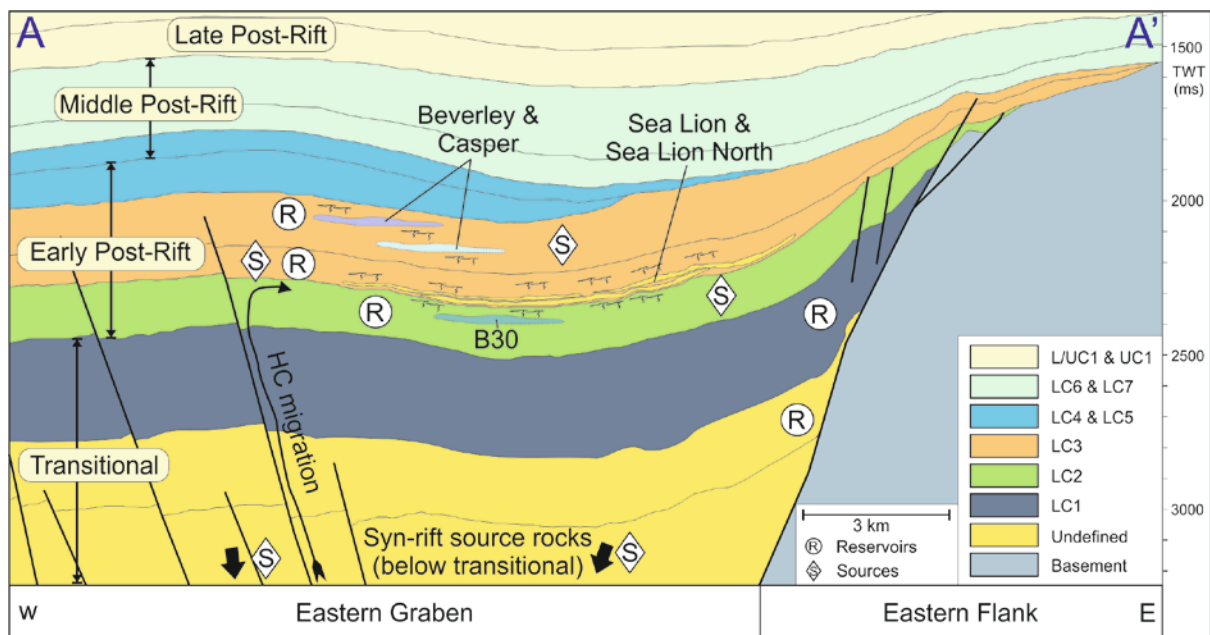 A
Late Post-Rift
A’
1500
TWT
(ms)
Middle Post-Rift
Beverley &
Casper
Sea Lion &
Sea Lion North
2000
R
S
Early Post-Rift
S
R
S
R
R
B30
2500
HC migration
R
Transitional
L/UC1 & UC1
LC6 & LC7
LC4 & LC5
LC3
LC2
LC1
Undefined
Basement
3000
3 km
R Reservoirs
S Sources
S
Syn-rift source rocks
(below transitional)
S
W
Eastern Graben
Eastern Flank
E